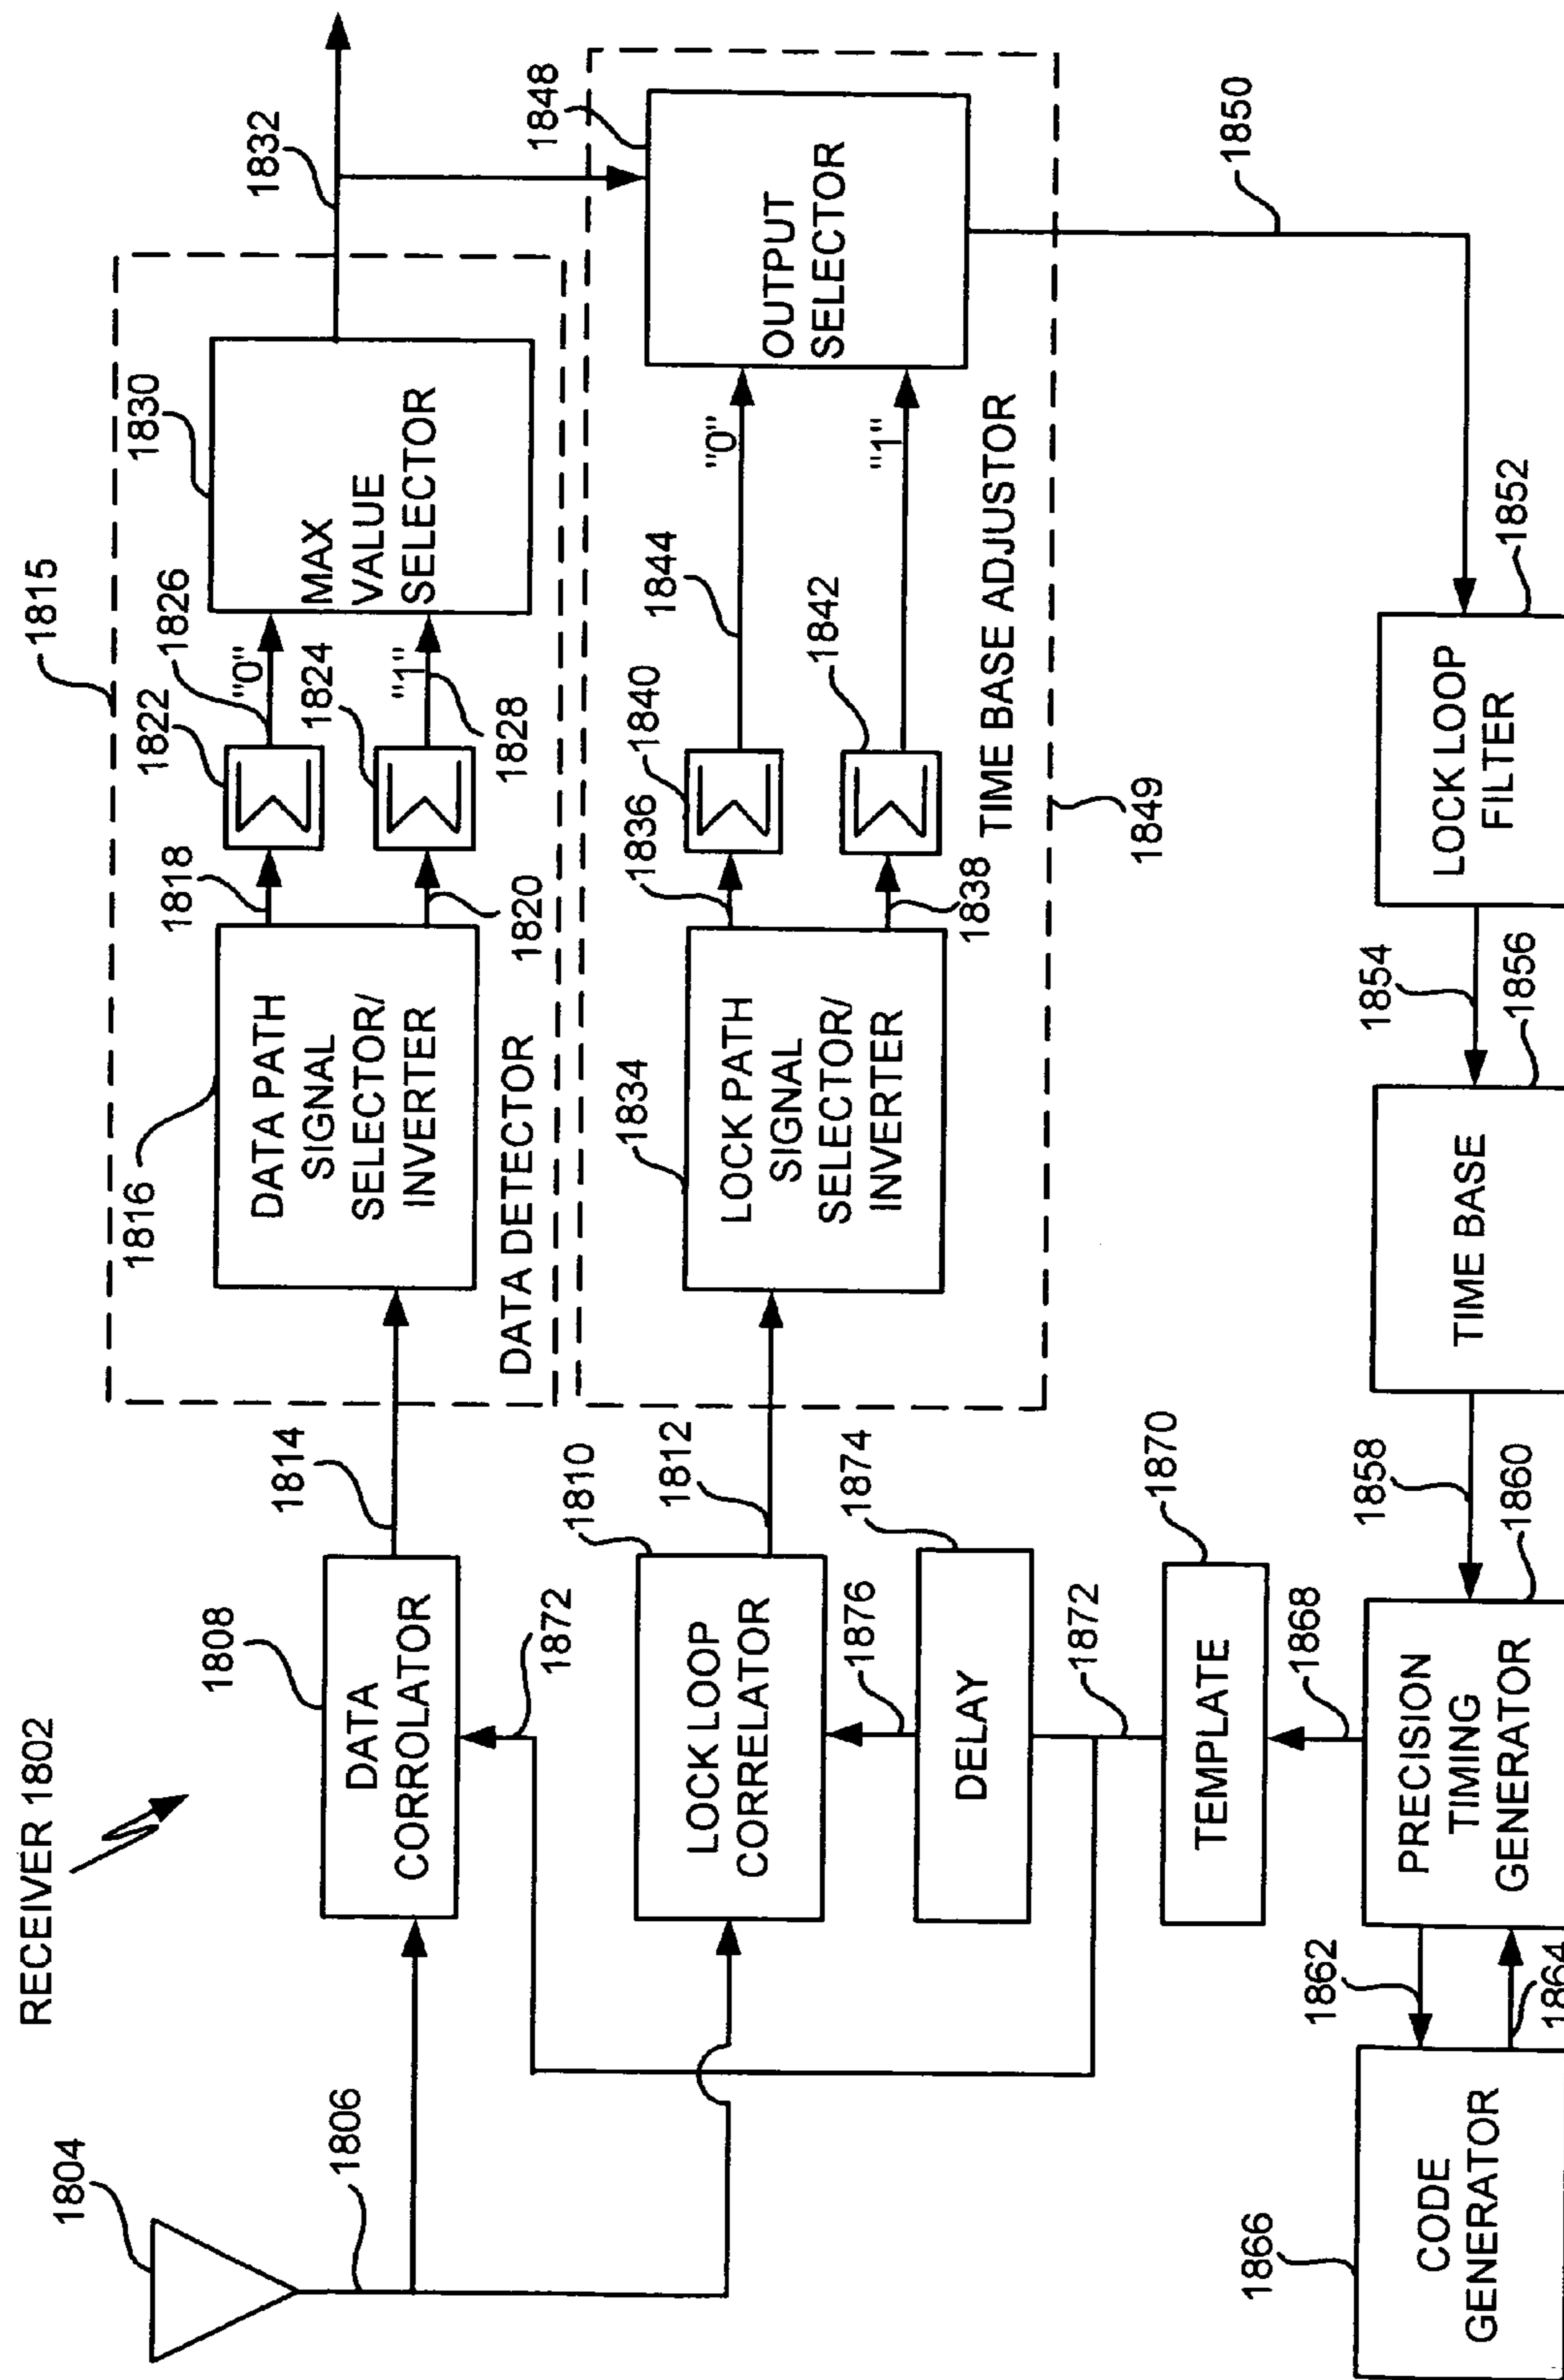 RECEIVER 1802
1804
1806
1808
DATA
CORROLATOR
1814
1872
1815
1816
DATA PATH
SIGNAL
SELECTOR/
INVERTER
1818
1820
1822
Σ
1824
Σ
1826
"0"
"1"
1828
1830
MAX
VALUE
SELECTOR
1832
DATA DETECTOR
1810
LOCK LOOP
CORRELATOR
1812
1834
LOCK PATH
SIGNAL
SELECTOR/
INVERTER
1836
1838
1840
Σ
1842
Σ
1844
"0"
"1"
1848
OUTPUT
SELECTOR
TIME BASE ADJUSTOR
1849
1850
1876
1874
DELAY
1872
1870
TEMPLATE
1868
1866
CODE
GENERATOR
1862
1864
PRECISION
TIMING
GENERATOR
1860
1858
TIME BASE
1856
1854
LOCK LOOP
FILTER
1852